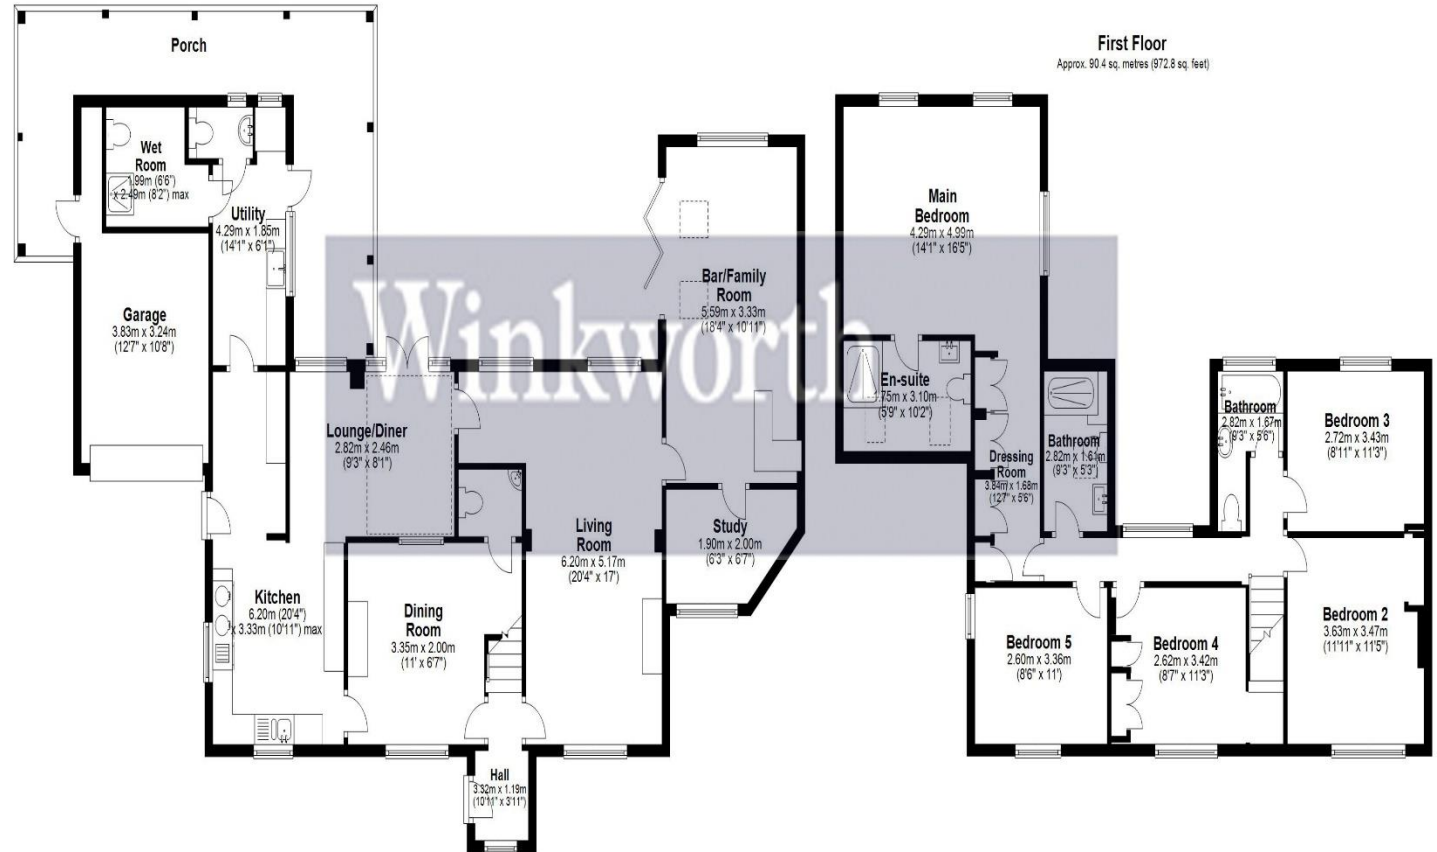 Porch
First Floor
Approx. 90.4 sq. metres (972.8 sq. feet)
Wet
Room
1.99m (6'6")
x 2.49m (8'2") max
Utility
4.29m x 1.85m
(14'1" x 6'1")
Garage
3.83m x 3.24m
(12'7" x 10'8")
Bar/Family
Room
5.59m x 3.33m
(18'4" x 10'11")
Main
Bedroom
4.29m x 4.99m
(14'1" x 16'5")
Winkworth
En-suite
.75m x 3.10m
(5'9" x 10'2")
Lounge/Diner
2.82m x 2.46m
(9'3" x 8'1")
Dressing
Room
3.84m x 1.68m
(12'7" x 5'6")
Bathroom
2.82m x 1.61m
(9'3" x 5'3")
Bathroom
2.82m x 1.67m
(9'3" x 5'6")
Bedroom 3
2.72m x 3.43m
(8'11" x 11'3")
Living
Room
6.20m x 5.17m
(20'4" x 17')
Study
1.90m x 2.00m
(6'3" x 6'7")
Kitchen
6.20m (20'4")
x 3.33m (10'11") max
Dining
Room
3.35m x 2.00m
(11' x 6'7")
Bedroom 5
2.60m x 3.36m
(8'6" x 11')
Bedroom 4
2.62m x 3.42m
(8'7" x 11'3")
Bedroom 2
3.63m x 3.47m
(11'11" x 11'5")
Hall
3.32m x 1.19m
(10'11" x 3'11")